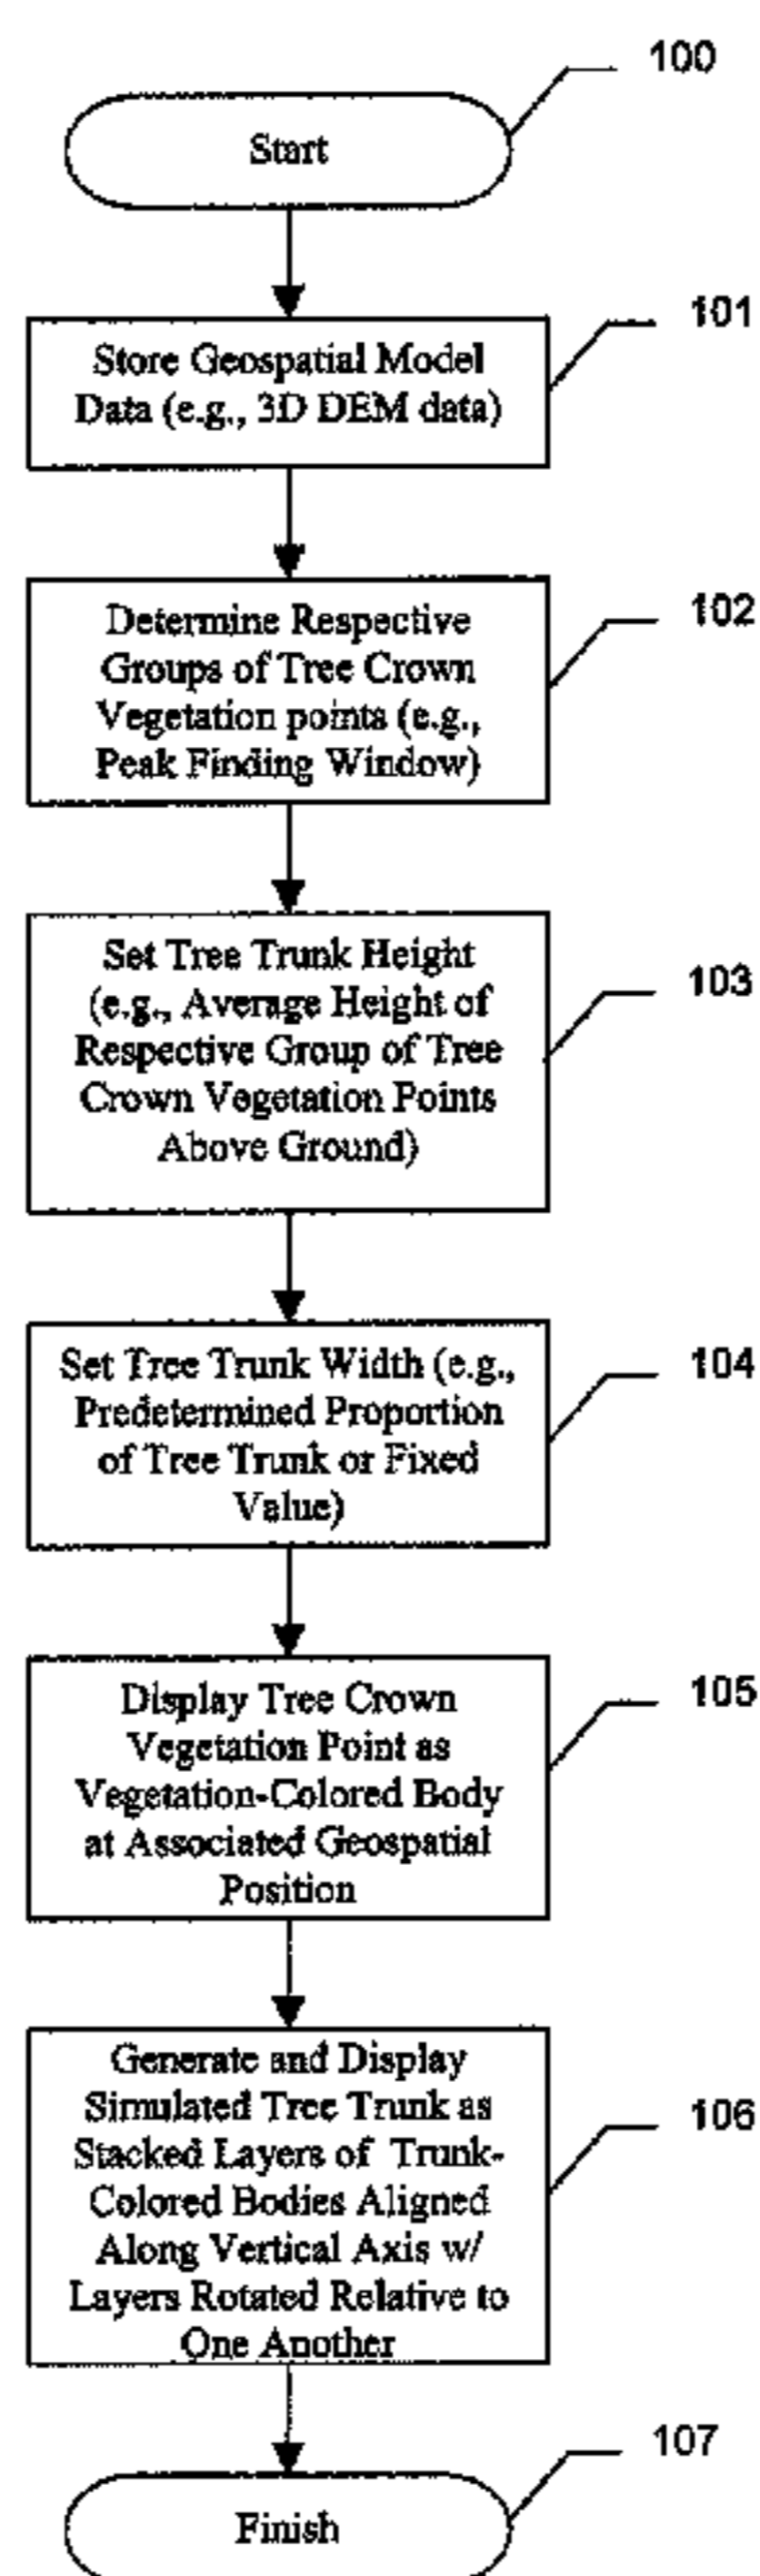 100
Start
101
Store Geospatial Model
Data (e.g., 3D DEM data)
102
Determine Respective
Groups of Tree Crown
Vegetation points (e.g.,
Peak Finding Window)
103
Set Tree Trunk Height
(e.g., Average Height of
Respective Group of Tree
Crown Vegetation Points
Above Ground)
104
Set Tree Trunk Width (e.g.,
Predetermined Proportion
of Tree Trunk or Fixed
Value)
105
Display Tree Crown
Vegetation Point as
Vegetation-Colored Body
at Associated Geospatial
Position
106
Generate and Display
Simulated Tree Trunk as
Stacked Layers of Trunk-
Colored Bodies Aligned
Along Vertical Axis w/
Layers Rotated Relative to
One Another
107
Finish